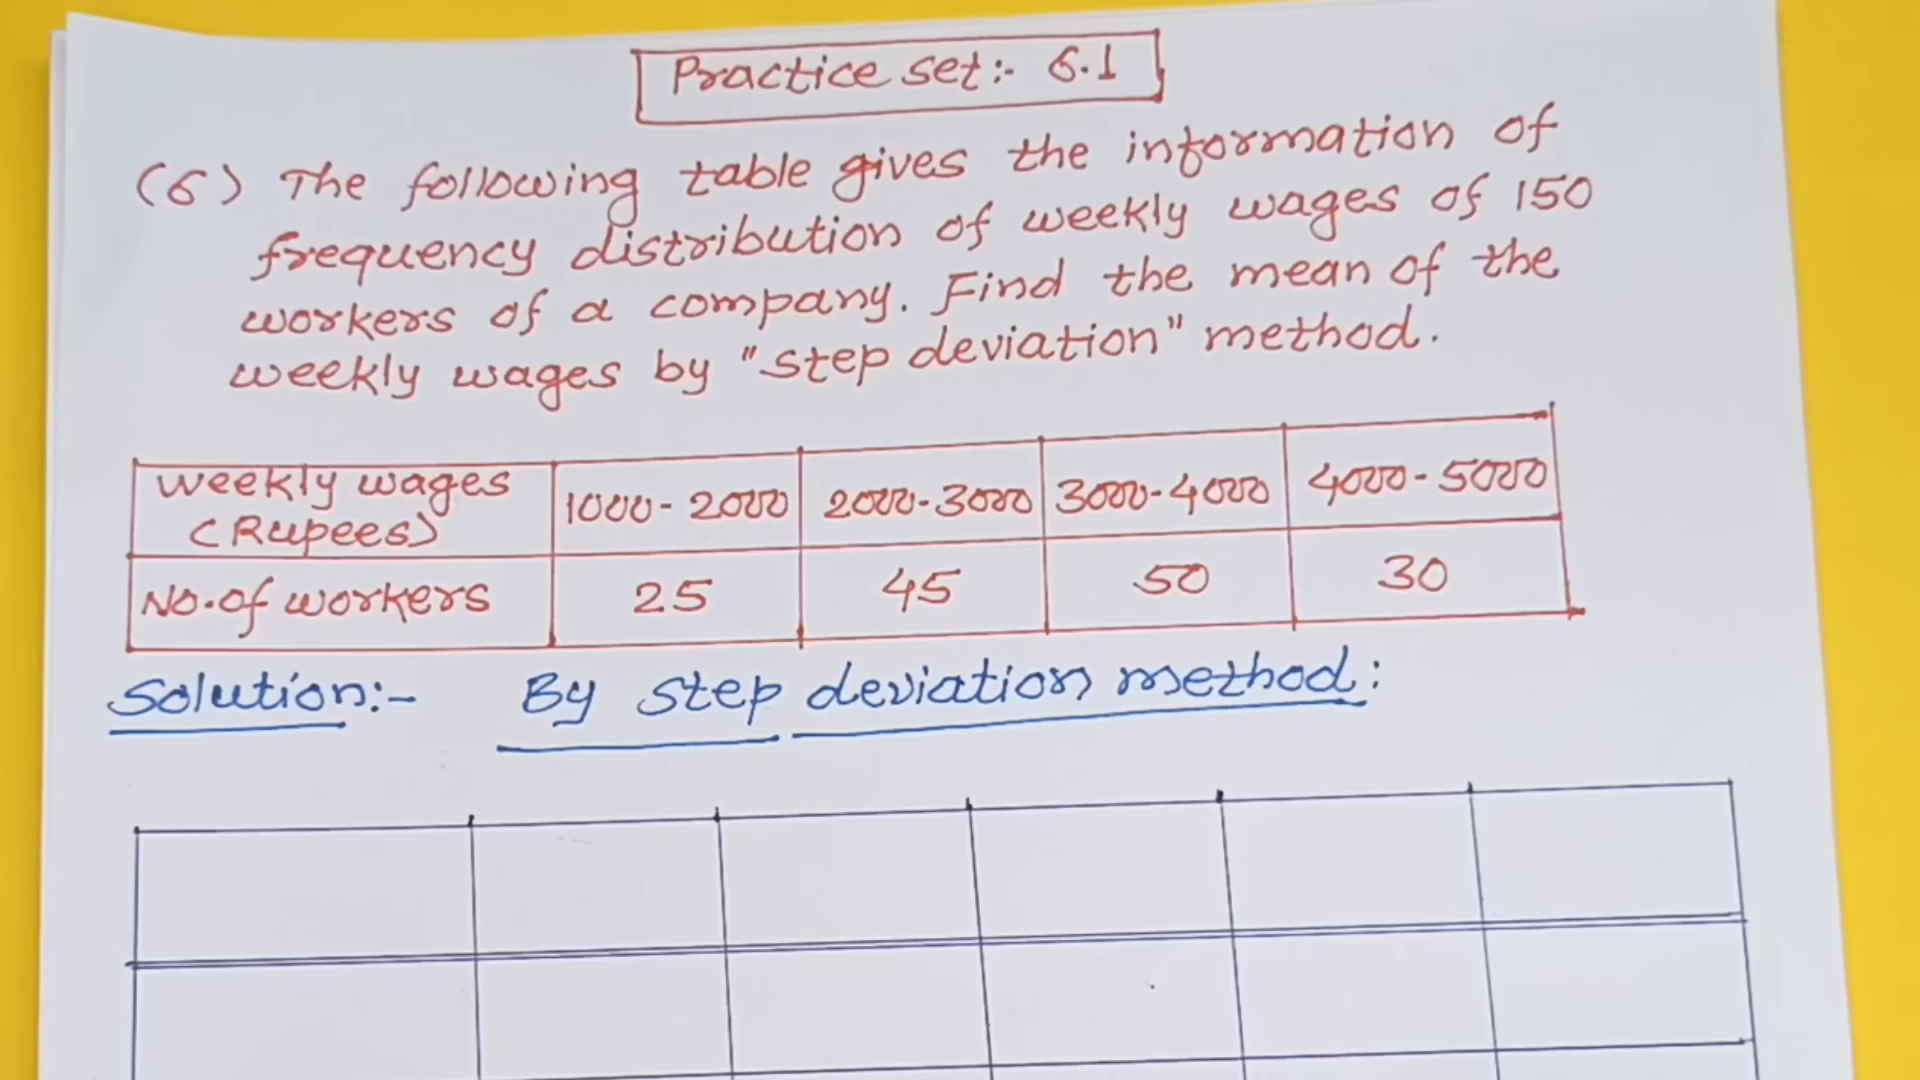 Practice set:- 6.1
(6) The following table gives the information of
frequency distribution of weekly wages of 150
workers of a company. Find the mean of the
weekly wages by "step deviation" method.
weekly wages
(Rupees)
1000-2000
2000-3000
3000-4000
4000-5000
No.of workers
25
45
50
30
Solution:- By step deviation method: